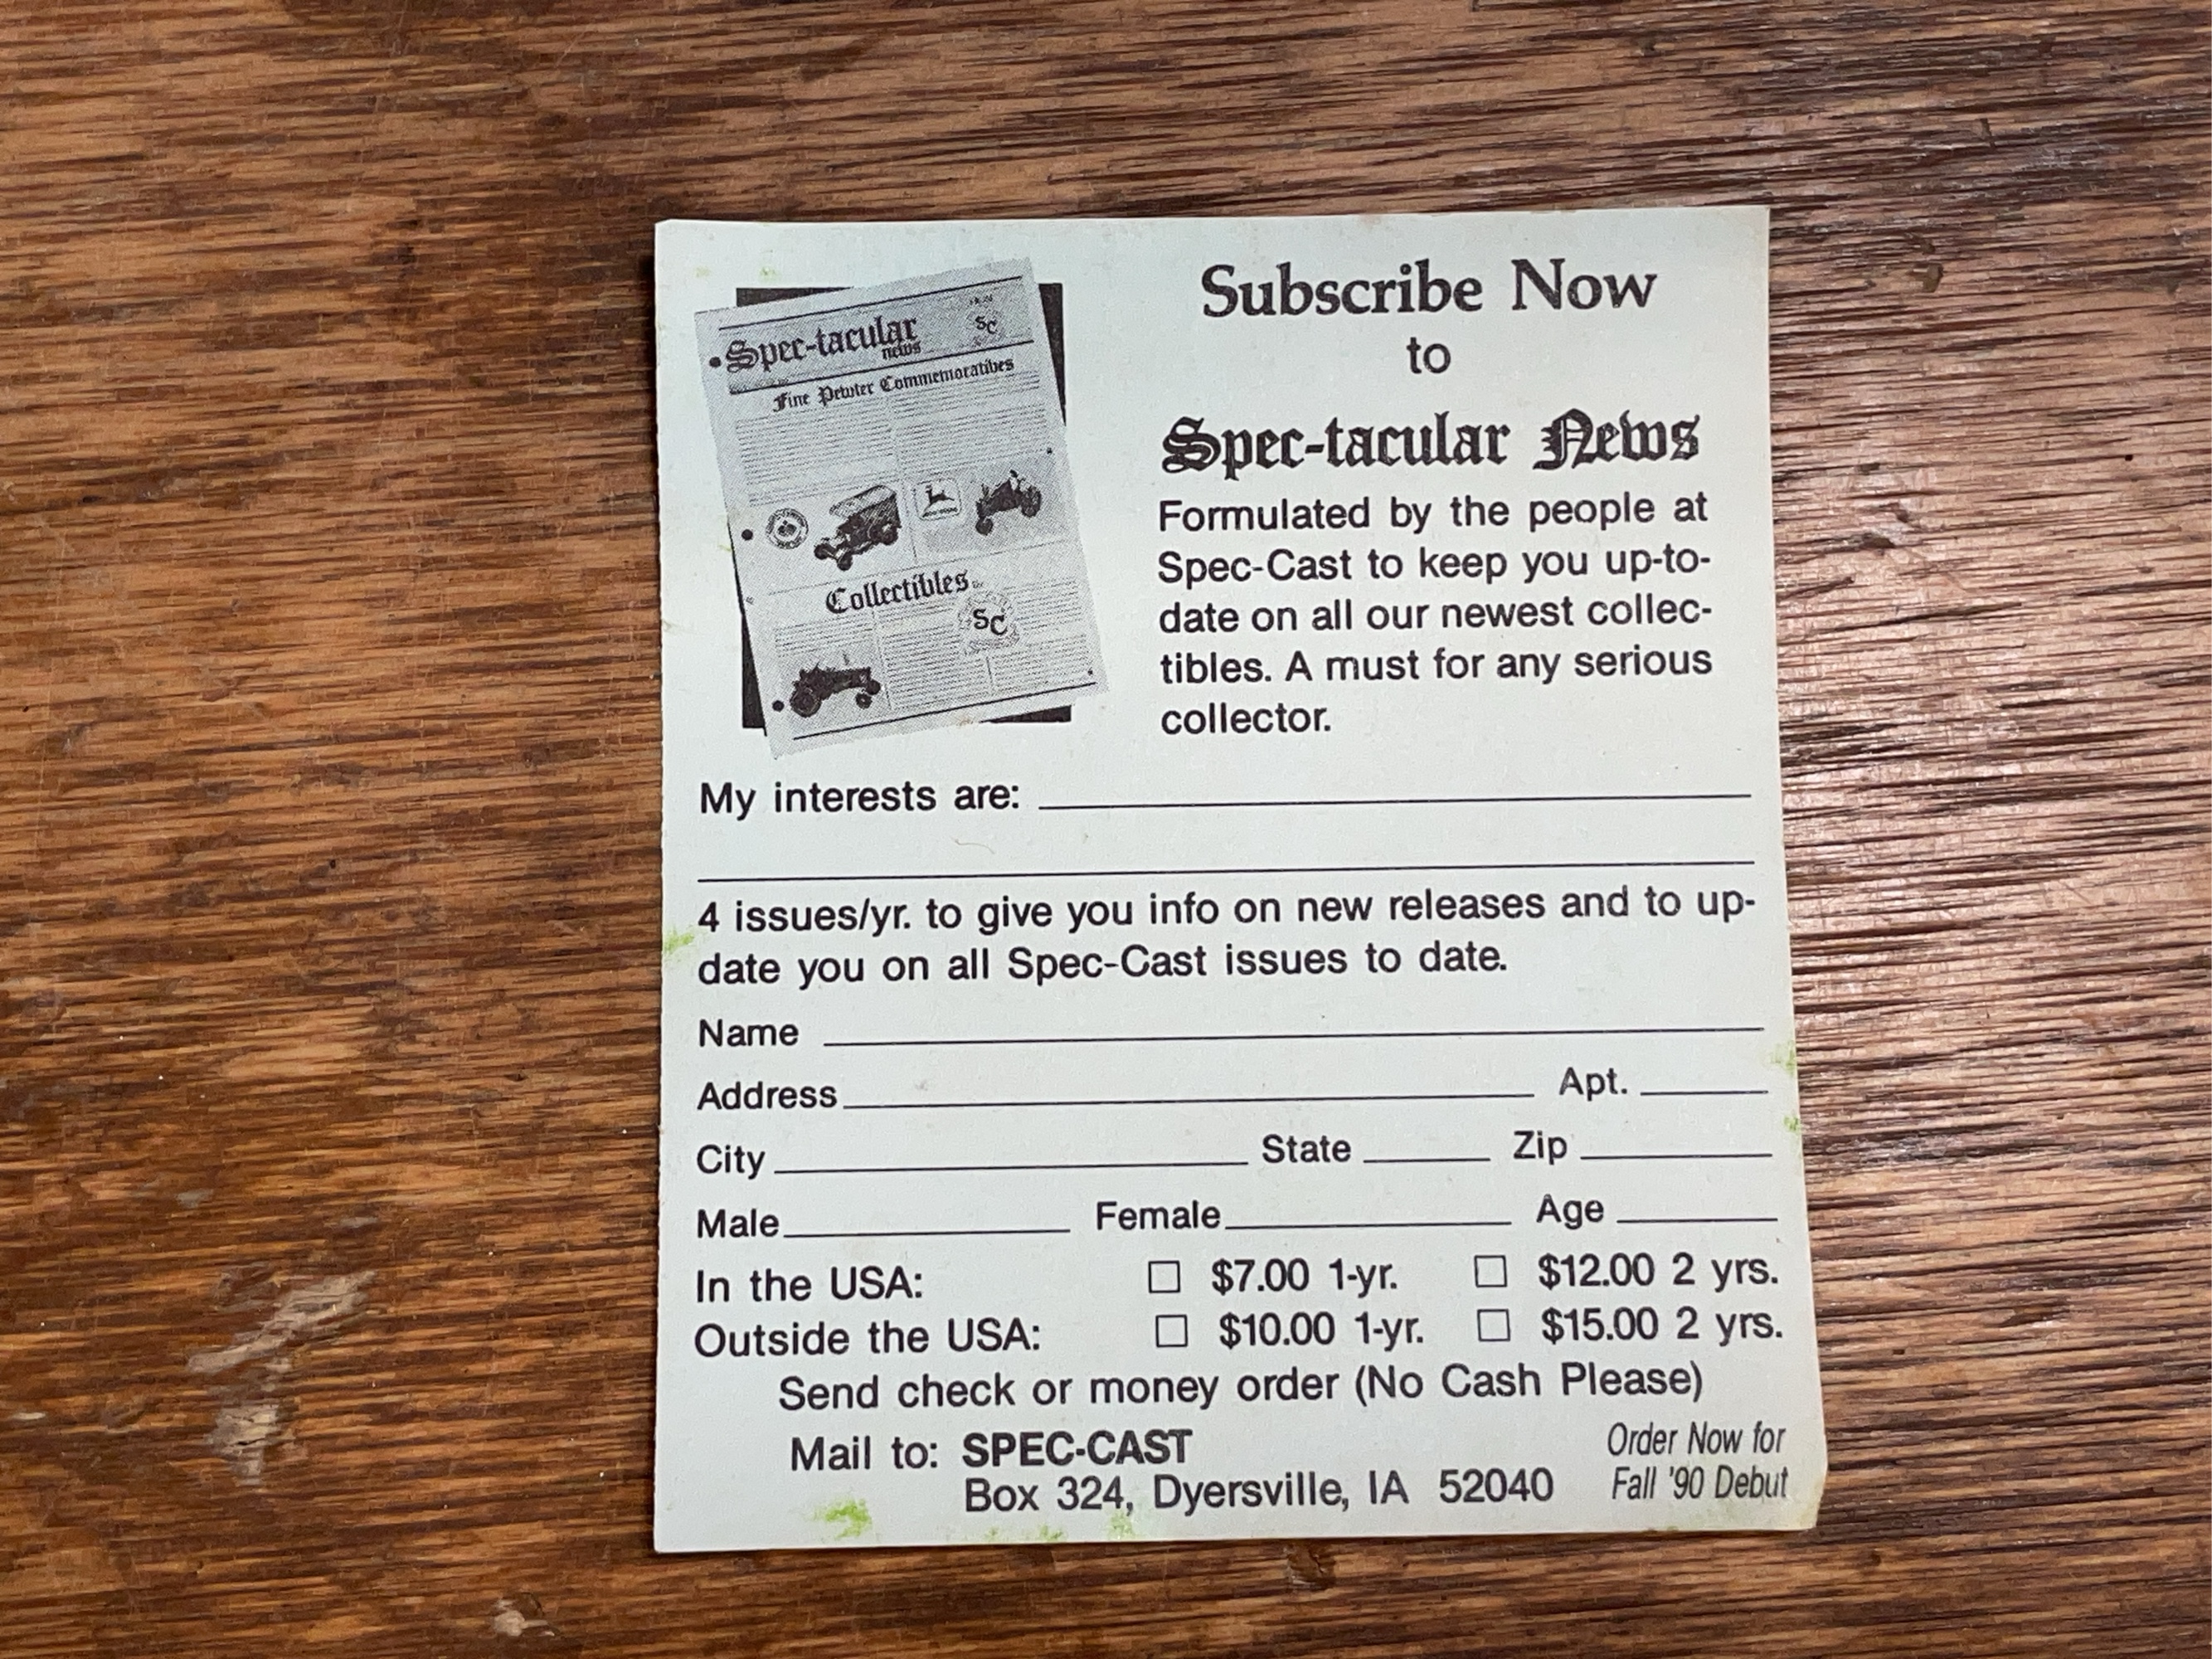 Spec-tacular
news
SC
Fine Pewter Commemoratives
Collectibles
SC
Subscribe Now
to
Spec-tacular News
Formulated by the people at
Spec-Cast to keep you up-to-
date on all our newest collec-
tibles. A must for any serious
collector.
My interests are:
4 issues/yr. to give you info on new releases and to up-
date you on all Spec-Cast issues to date.
Name
Address Apt.
City State Zip
Male Female Age
In the USA: $7.00 1-yr. $12.00 2 yrs.
Outside the USA: $10.00 1-yr. $15.00 2 yrs.
Send check or money order (No Cash Please)
Mail to: SPEC-CAST
Box 324, Dyersville, IA 52040
Order Now for
Fall '90 Debut